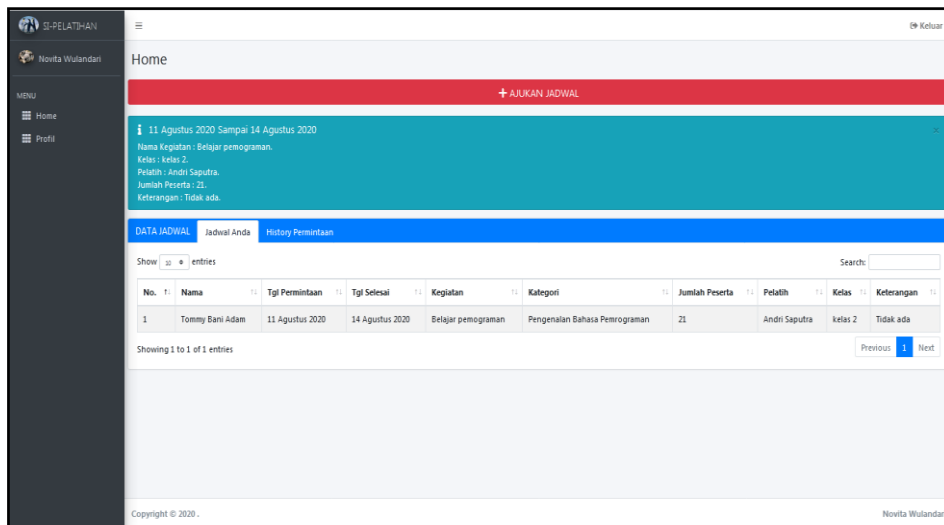 SI-PELATIHAN
Keluar
Novita Wulandari
MENU
Home
Profil
Home
+ AJUKAN JADWAL
i 11 Agustus 2020 Sampai 14 Agustus 2020 ×
Nama Kegiatan : Belajar pemograman.
Kelas : kelas 2.
Pelatih : Andri Saputra.
Jumlah Peserta : 21.
Keterangan : Tidak ada.
DATA JADWAL Jadwal Anda History Permintaan
Show 10 entries Search:
No. Nama Tgl Permintaan Tgl Selesai Kegiatan Kategori Jumlah Peserta Pelatih Kelas Keterangan
1 Tommy Bani Adam 11 Agustus 2020 14 Agustus 2020 Belajar pemograman Pengenalan Bahasa Pemrograman 21 Andri Saputra kelas 2 Tidak ada
Showing 1 to 1 of 1 entries Previous 1 Next
Copyright © 2020 . Novita Wulandar